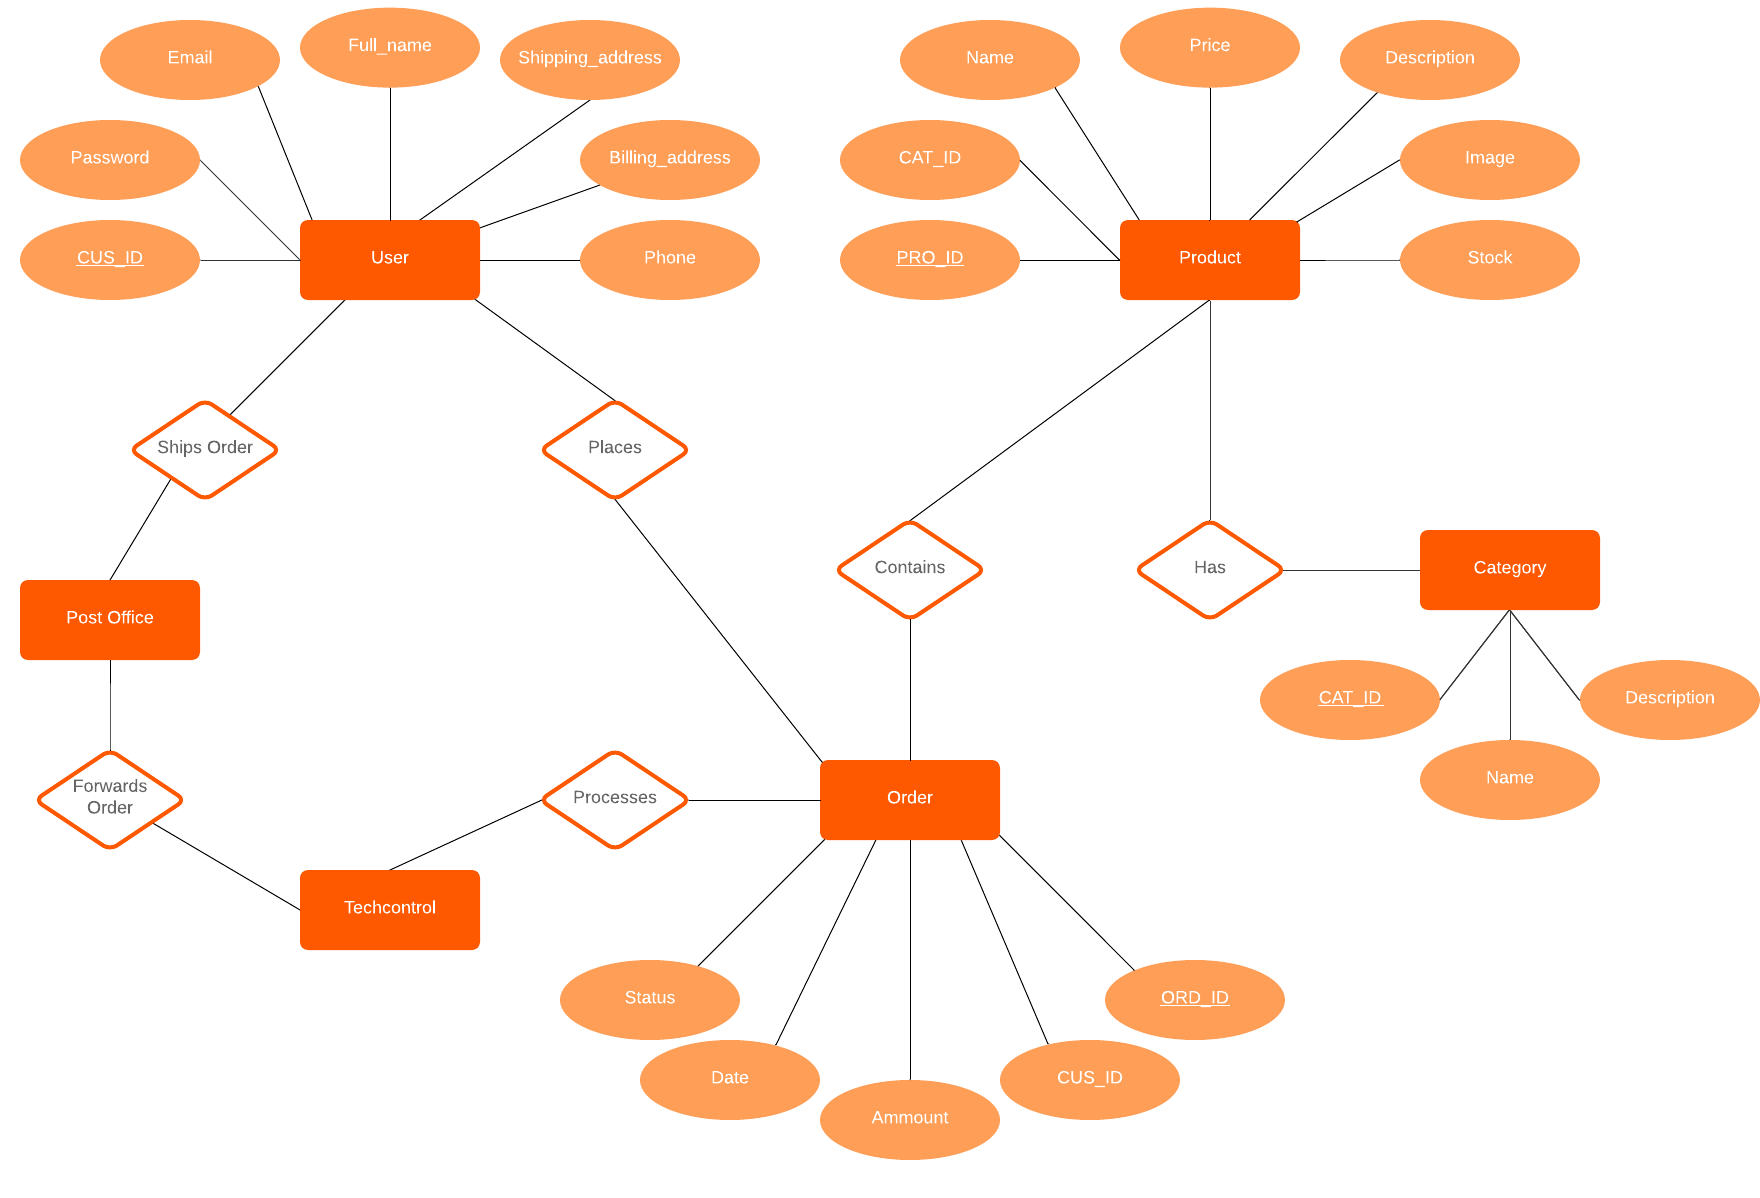 Full_name
Email
Shipping_address
Password
Billing_address
CUS_ID
User
Phone
Price
Name
Description
CAT_ID
Image
PRO_ID
Product
Stock
Ships Order
Places
Contains
Has
Category
Post Office
CAT_ID
Description
Name
Forwards
Order
Processes
Order
Techcontrol
Status
ORD_ID
Date
CUS_ID
Ammount